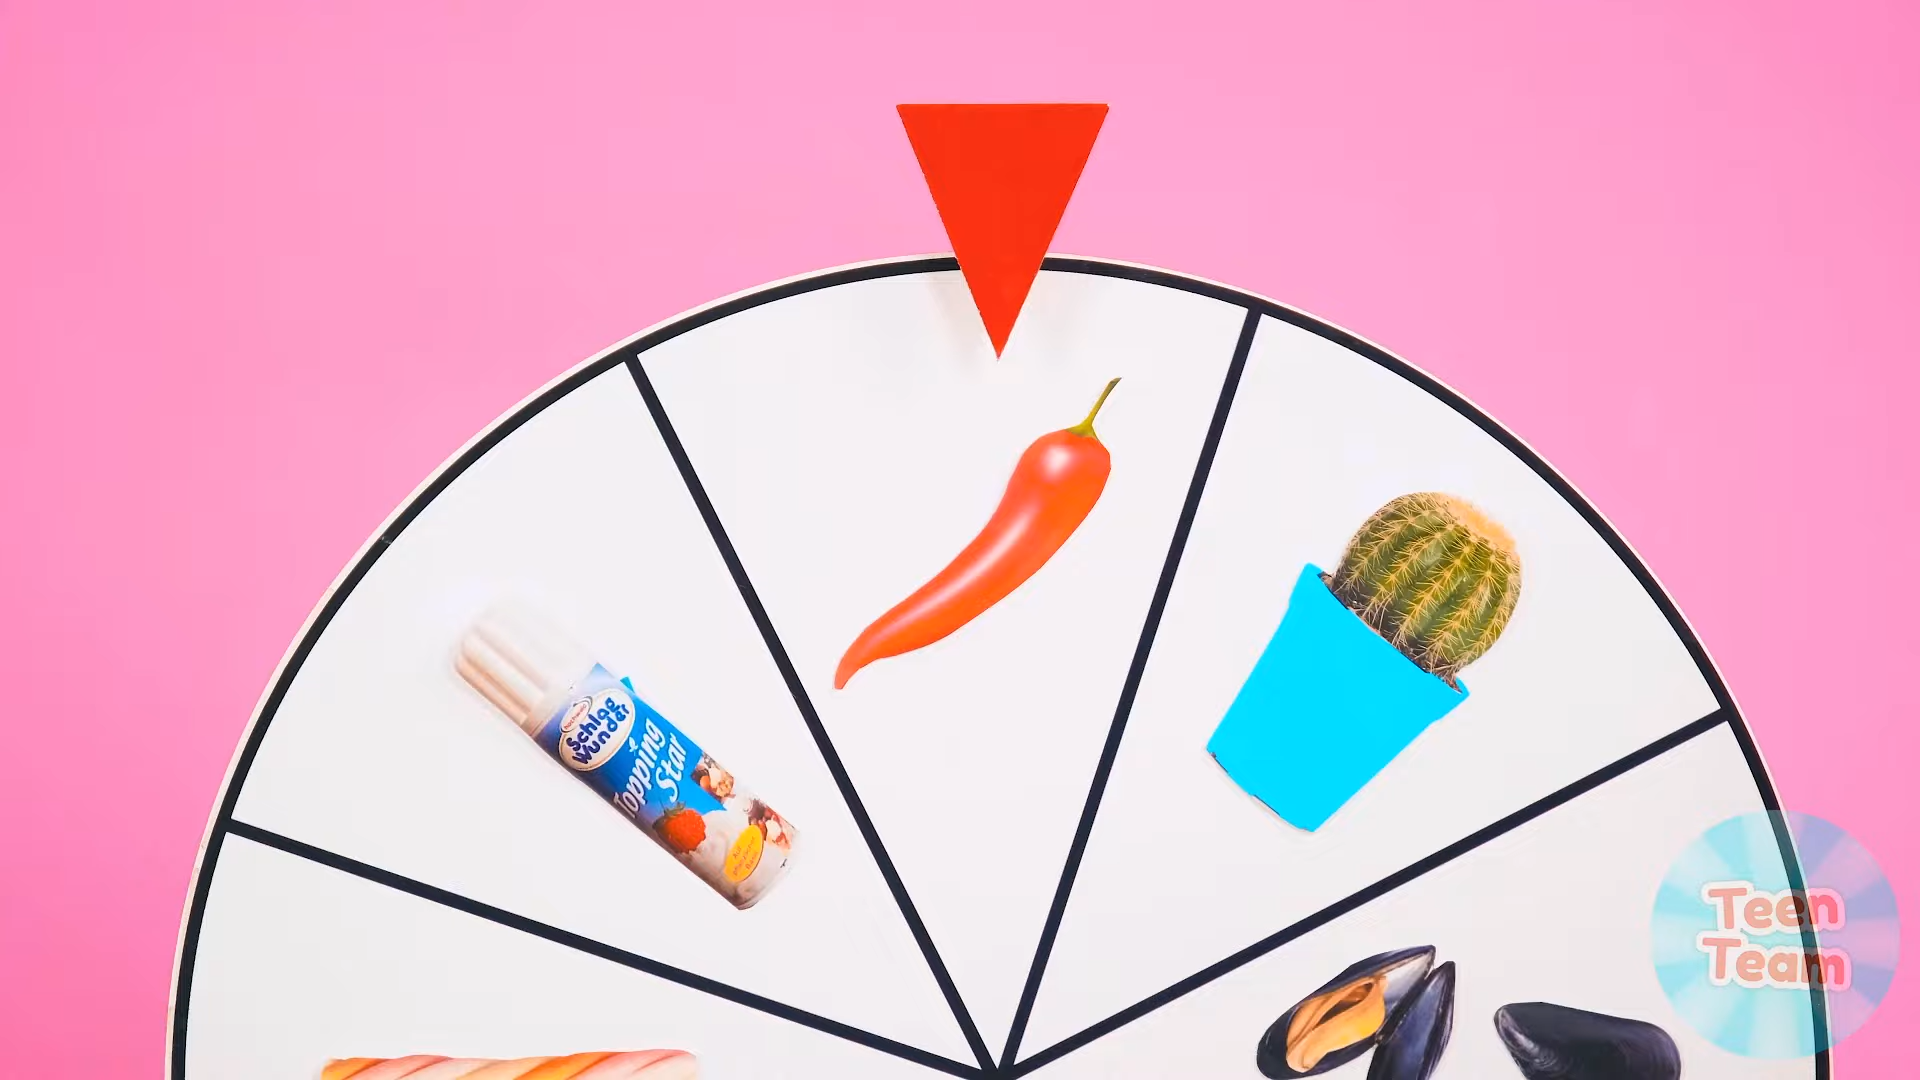 Schlag
Wunder
Topping
Star
Teen
Team